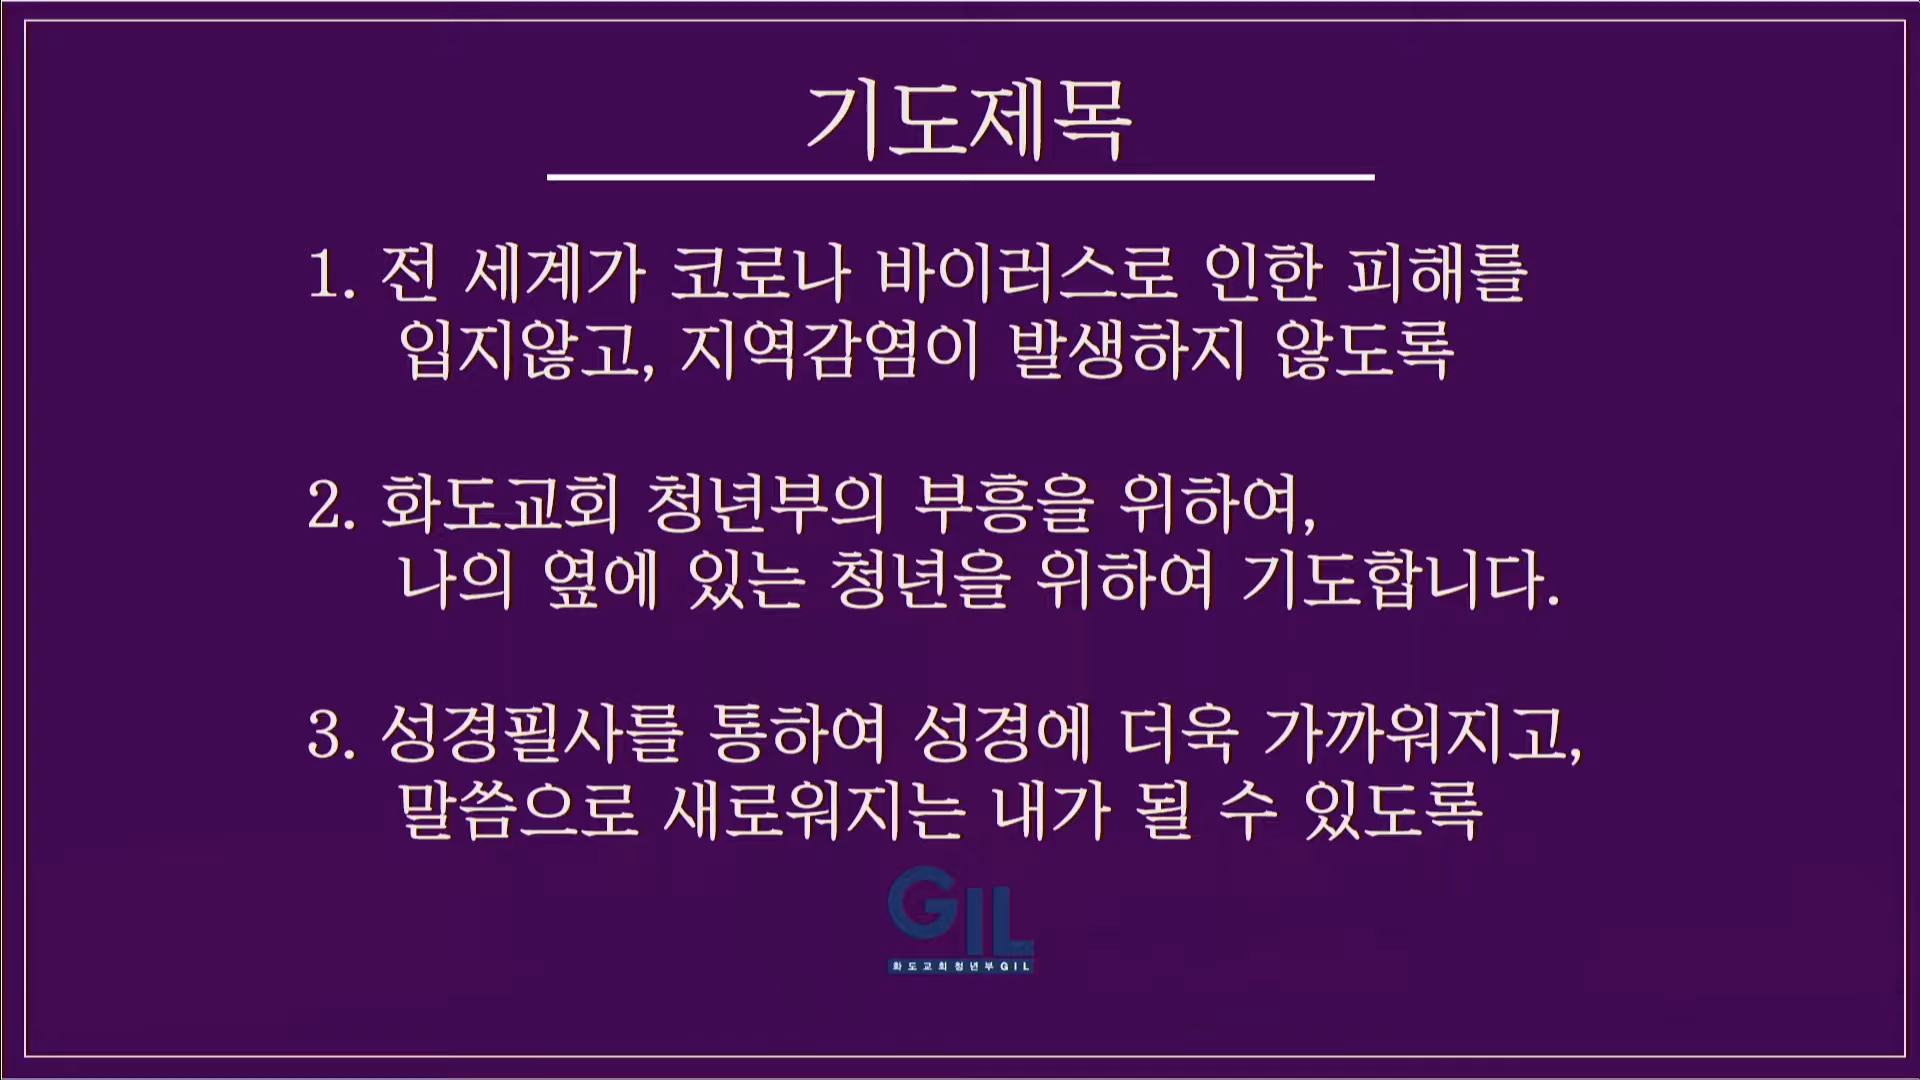 기도제목
1. 전 세계가 코로나 바이러스로 인한 피해를
입지않고, 지역감염이 발생하지 않도록
2. 화도교회 청년부의 부흥을 위하여,
나의 옆에 있는 청년을 위하여 기도합니다.
3. 성경필사를 통하여 성경에 더욱 가까워지고,
말씀으로 새로워지는 내가 될 수 있도록
GIL
화도교회청년부GIL